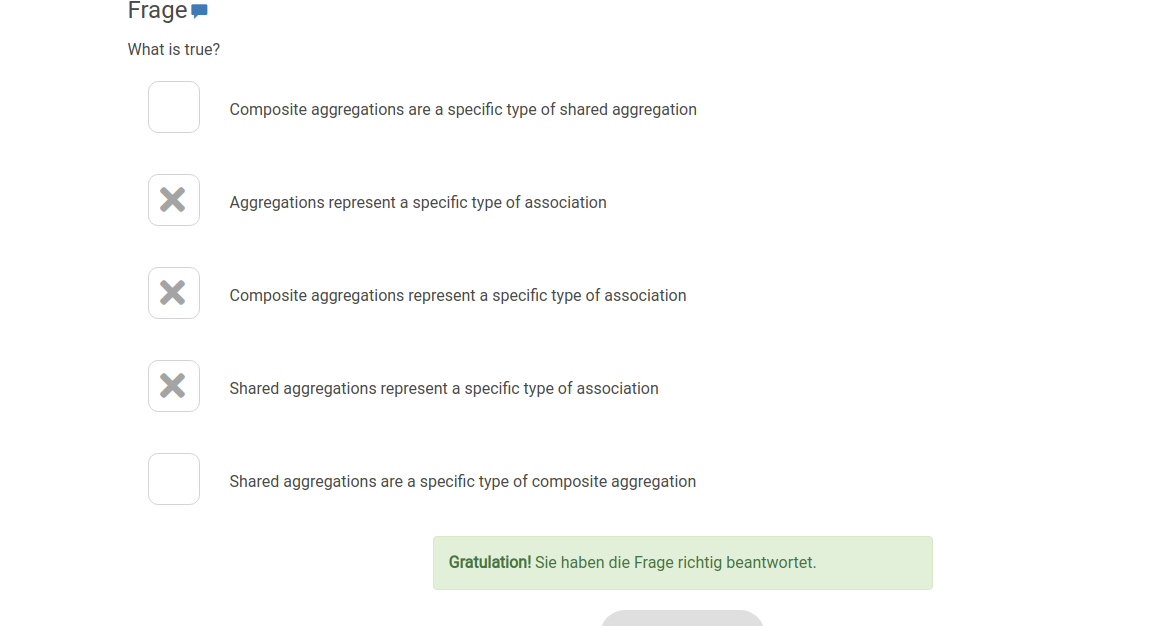 Frage
What is true?
Composite aggregations are a specific type of shared aggregation
Aggregations represent a specific type of association
Composite aggregations represent a specific type of association
Shared aggregations represent a specific type of association
Shared aggregations are a specific type of composite aggregation
Gratulation! Sie haben die Frage richtig beantwortet.